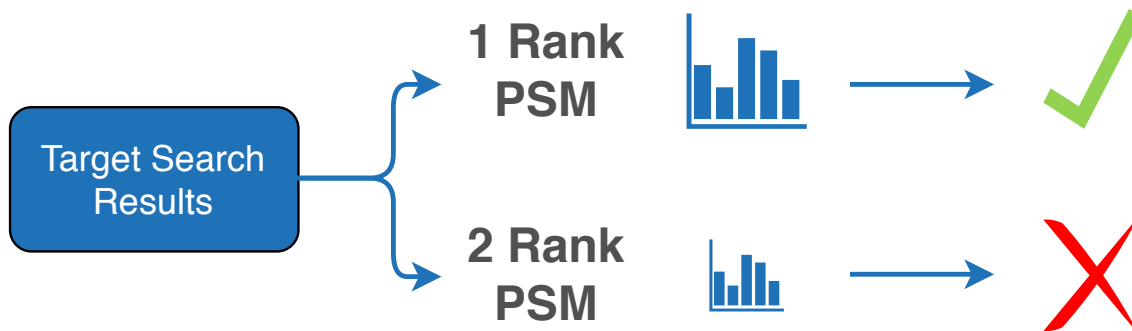 1 Rank
PSM
Target Search
Results
2 Rank
PSM